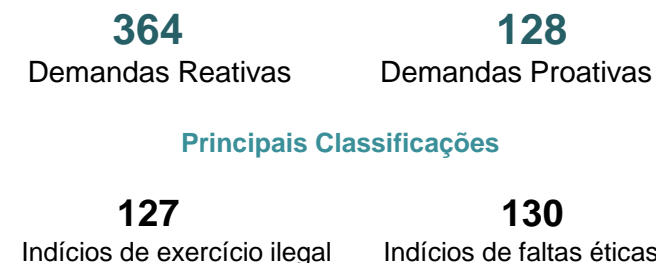 364 128
Demandas Reativas Demandas Proativas
Principais Classificações
127 130
Indícios de exercício ilegal Indícios de faltas éticas